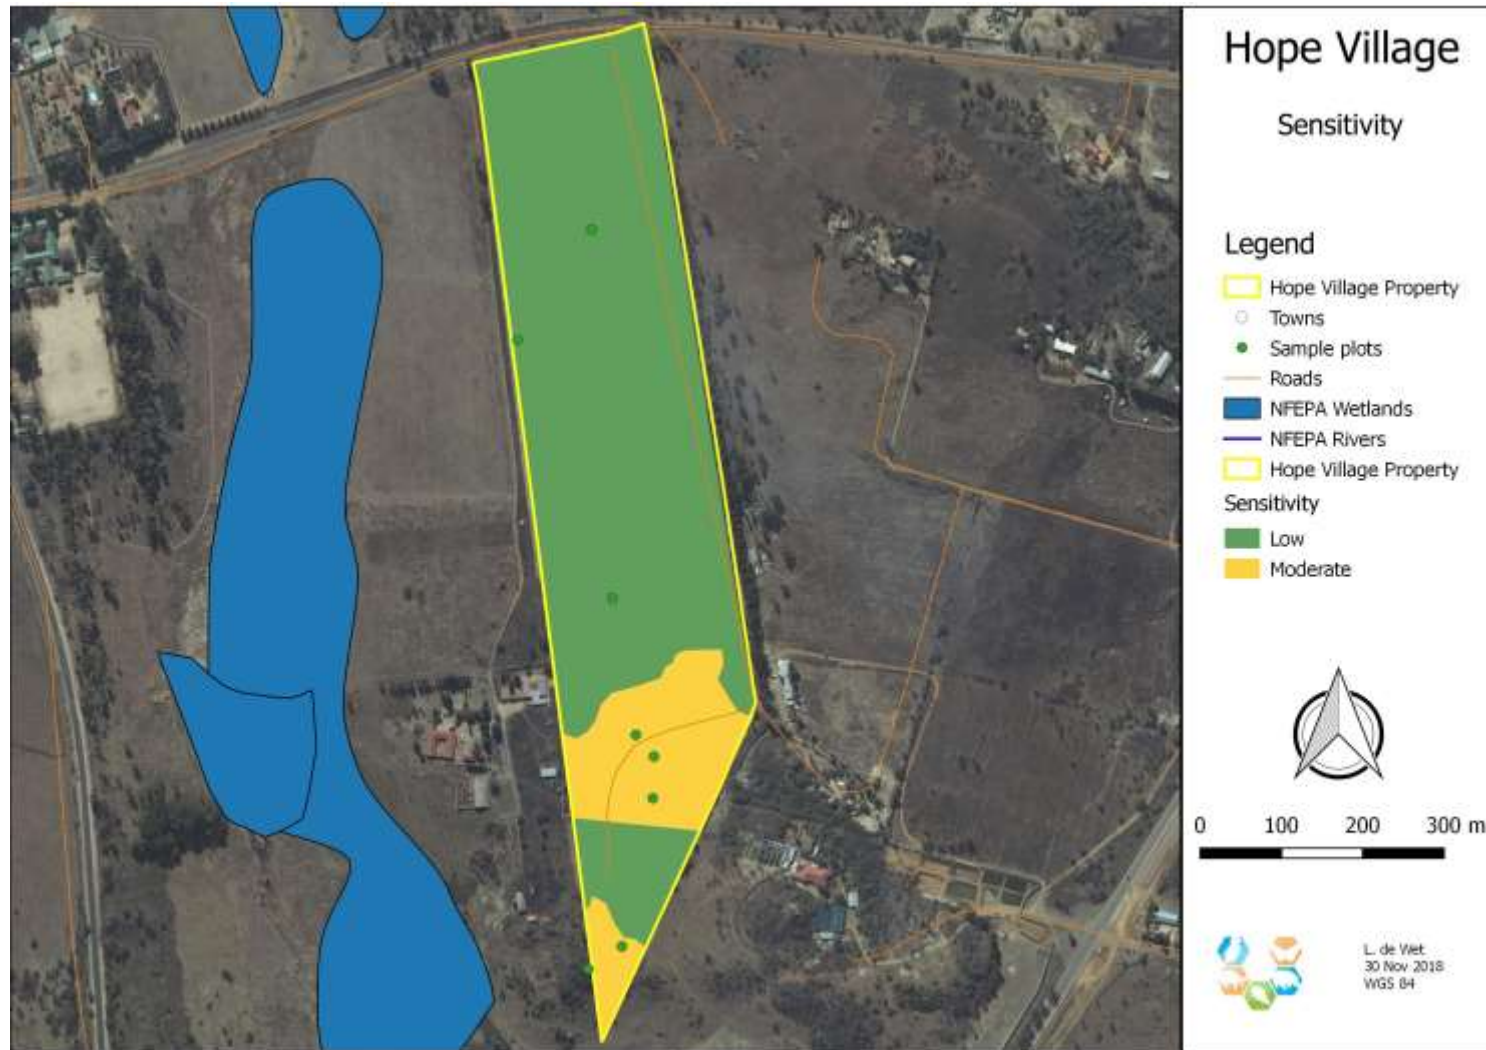 Hope Village
Sensitivity
Legend
Hope Village Property
Towns
Sample plots
Roads
NFEPA Wetlands
NFEPA Rivers
Hope Village Property
Sensitivity
Low
Moderate
0 100 200 300 m
L. de Wet
30 Nov 2018
WGS 84